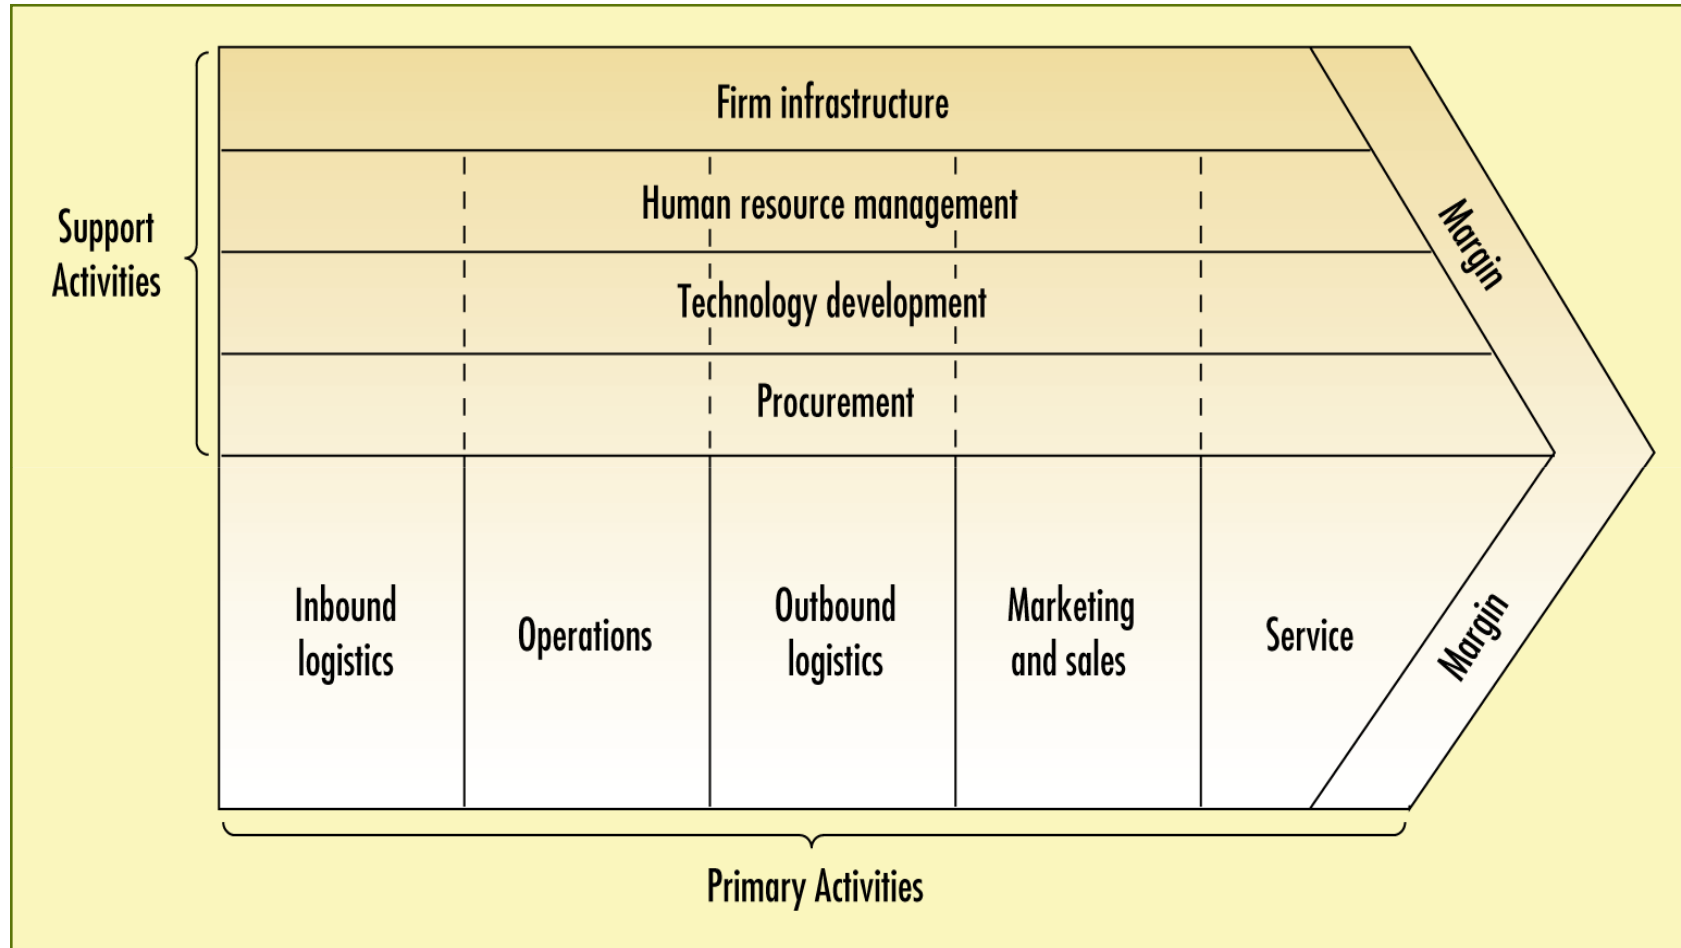 Firm infrastructure
Human resource management
Support
Activities
Technology development
Procurement
Margin
Inbound
logistics
Operations
Outbound
logistics
Marketing
and sales
Service
Margin
Primary Activities